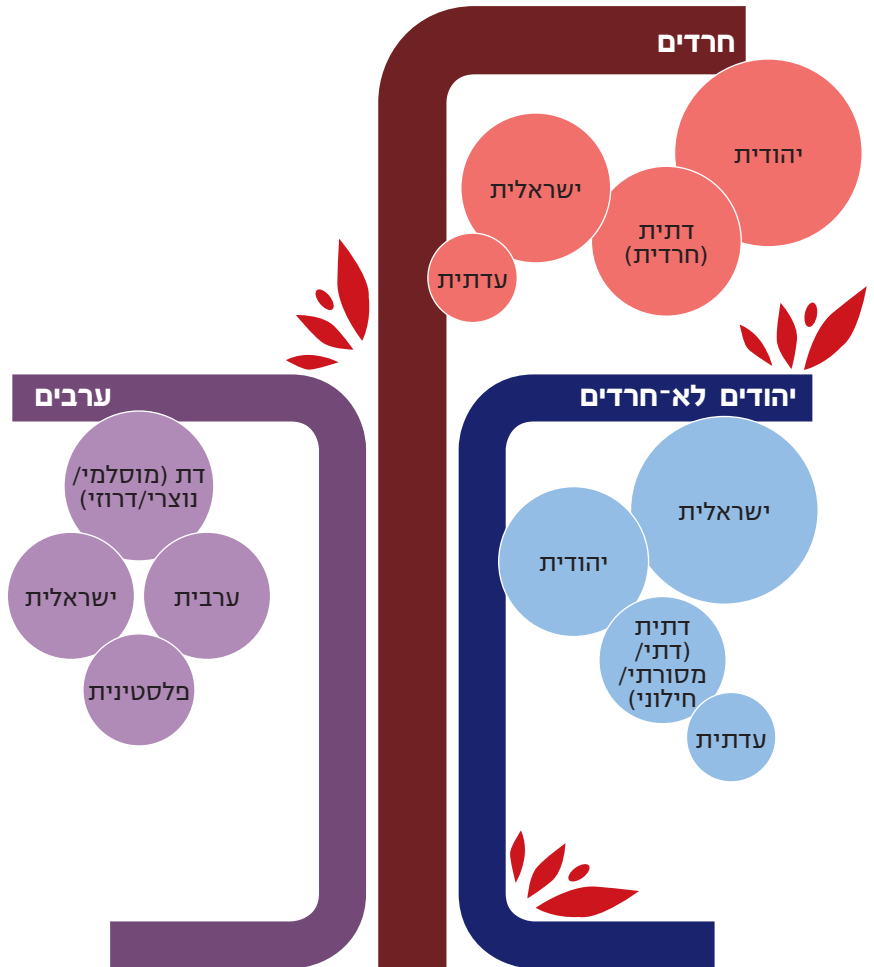 חרדים
יהודית
דתית
(חרדית)
ישראלית
עדתית
יהודים לא-חרדים
ישראלית
יהודית
דתית
(דתי/
מסורתי/
חילוני)
עדתית
ערבים
דת (מוסלמי/
נוצרי/דרוזי)
ערבית
ישראלית
פלסטינית